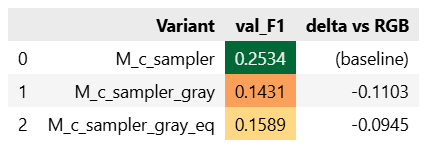 Variant val_F1 delta vs RGB
0 M_c_sampler 0.2534 (baseline)
1 M_c_sampler_gray 0.1431 -0.1103
2 M_c_sampler_gray_eq 0.1589 -0.0945